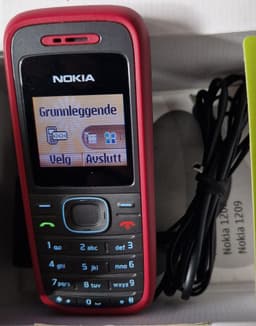 NOKIA
Grunnleggende
Velg Avslutt
1
2 abc
def 3
4 ghi
5 jkl
mno 6
7 pqrs
8 tuv
wxyz 9
Nokia 1209
Nokia 1209